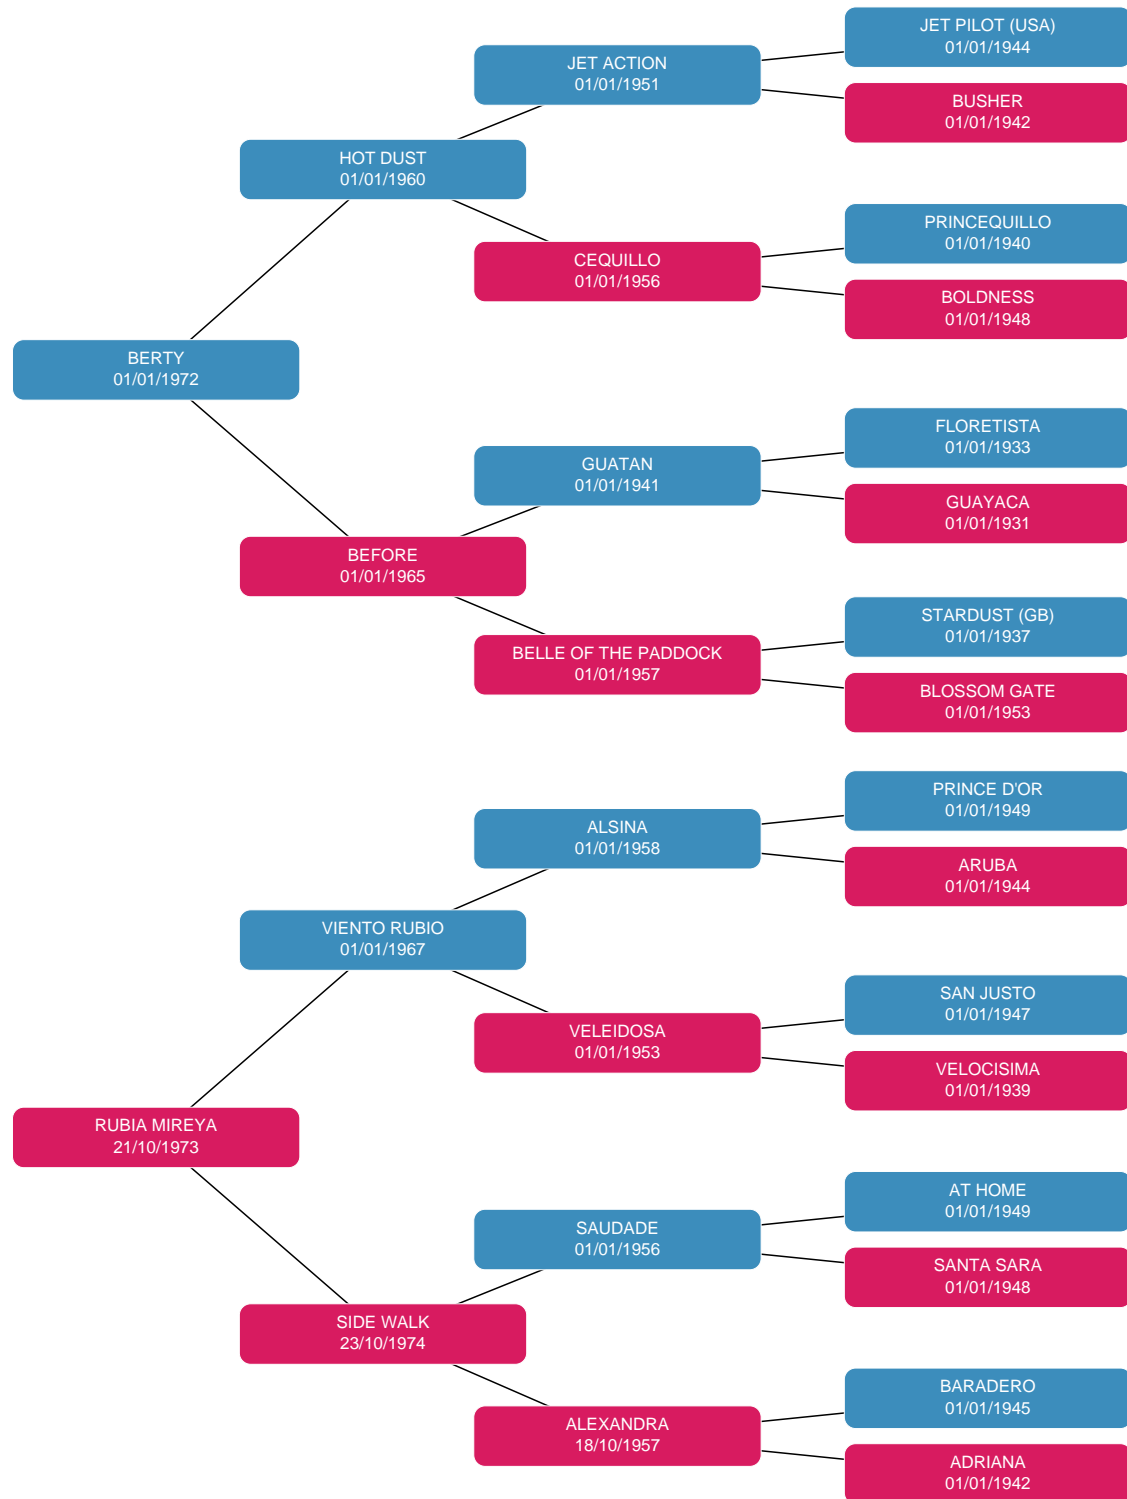 JET PILOT (USA)
01/01/1944
JET ACTION
01/01/1951
BUSHER
01/01/1942
HOT DUST
01/01/1960
PRINCEQUILLO
01/01/1940
CEQUILLO
01/01/1956
BOLDNESS
01/01/1948
BERTY
01/01/1972
FLORETISTA
01/01/1933
GUATAN
01/01/1941
GUAYACA
01/01/1931
BEFORE
01/01/1965
STARDUST (GB)
01/01/1937
BELLE OF THE PADDOCK
01/01/1957
BLOSSOM GATE
01/01/1953
PRINCE D'OR
01/01/1949
ALSINA
01/01/1958
ARUBA
01/01/1944
VIENTO RUBIO
01/01/1967
SAN JUSTO
01/01/1947
VELEIDOSA
01/01/1953
VELOCISIMA
01/01/1939
RUBIA MIREYA
21/10/1973
AT HOME
01/01/1949
SAUDADE
01/01/1956
SANTA SARA
01/01/1948
SIDE WALK
23/10/1974
BARADERO
01/01/1945
ALEXANDRA
18/10/1957
ADRIANA
01/01/1942